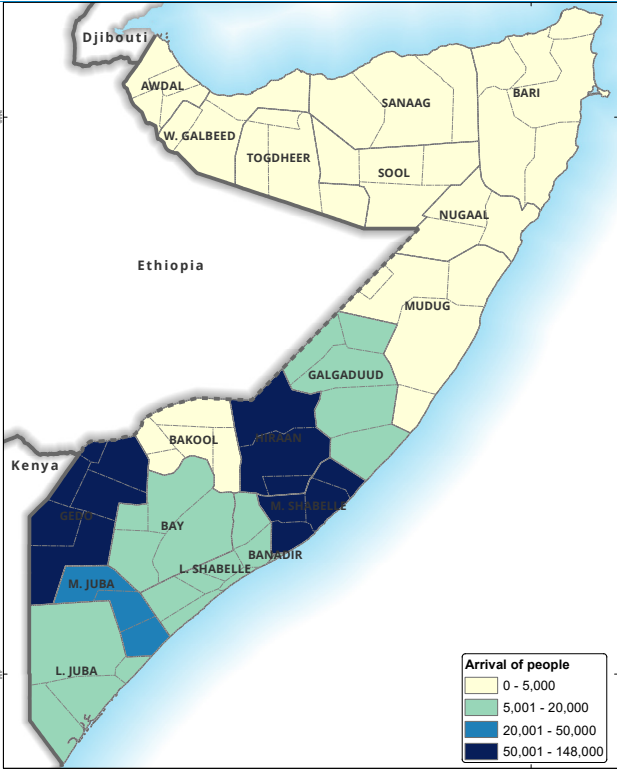 Djibouti
AWDAL
SANAAG
BARI
W. GALBEED
TOGDHEER
SOOL
NUGAAL
Ethiopia
MUDUG
GALGADUUD
HIRAAN
BAKOOL
Kenya
GEDO
M. SHABELLE
BAY
BANADIR
L. SHABELLE
M. JUBA
L. JUBA
Arrival of people
0 - 5,000
5,001 - 20,000
20,001 - 50,000
50,001 - 148,000